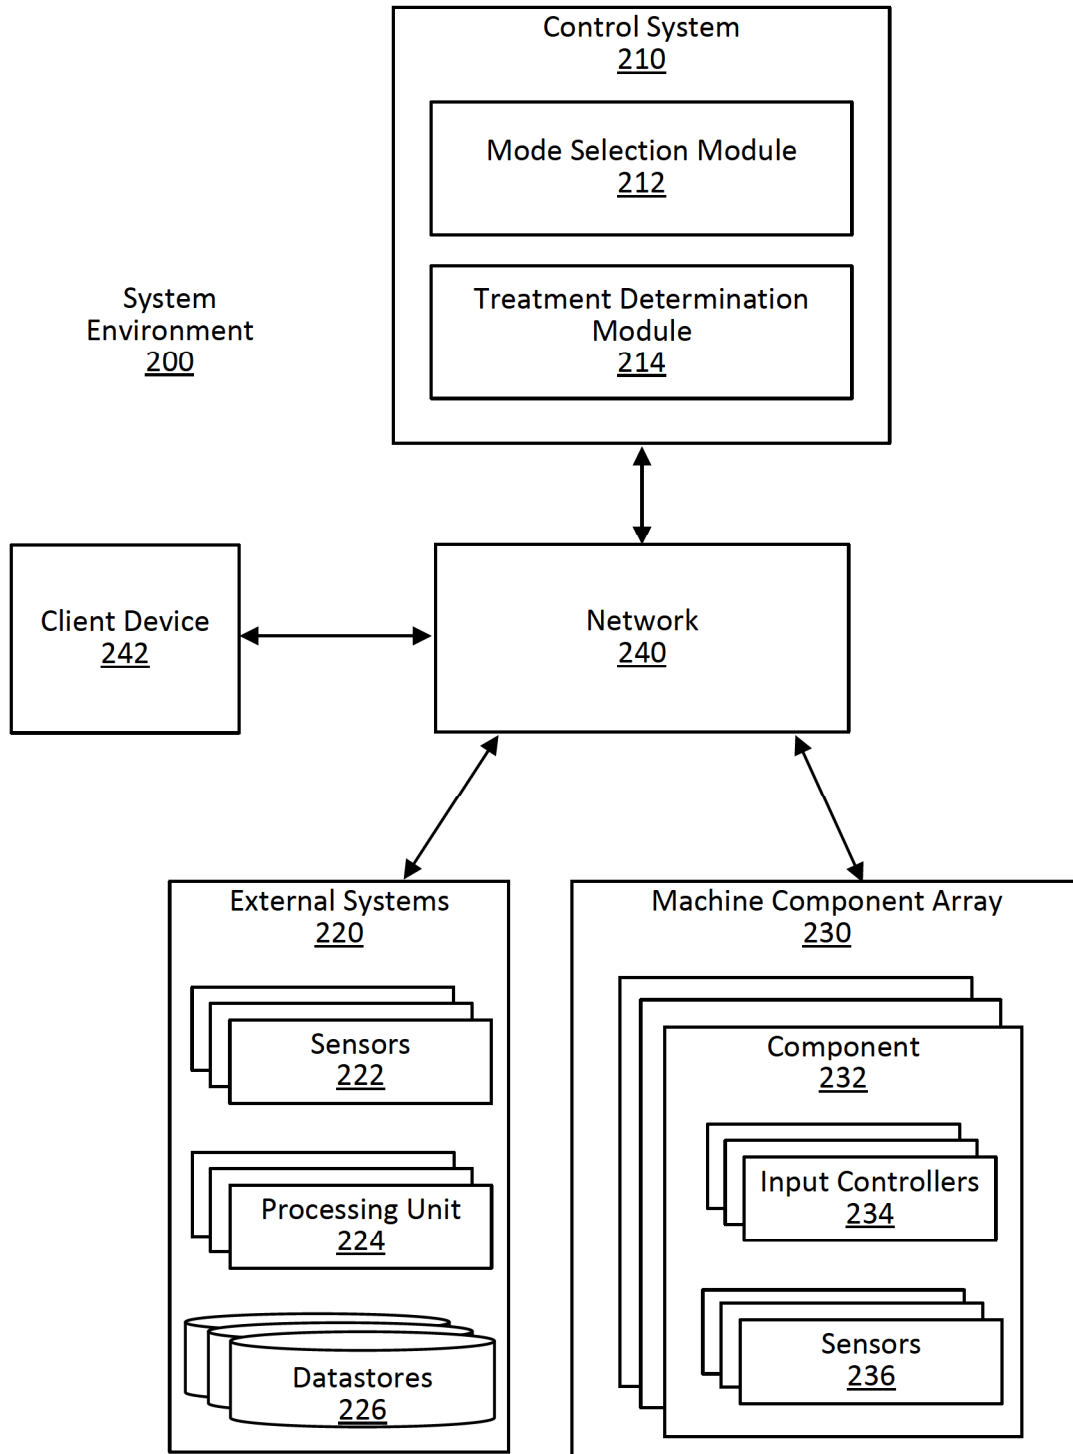 Control System
210
Mode Selection Module
212
Treatment Determination
Module
214
System
Environment
200
Client Device
242
Network
240
External Systems
220
Sensors
222
Processing Unit
224
Datastores
226
Machine Component Array
230
Component
232
Input Controllers
234
Sensors
236